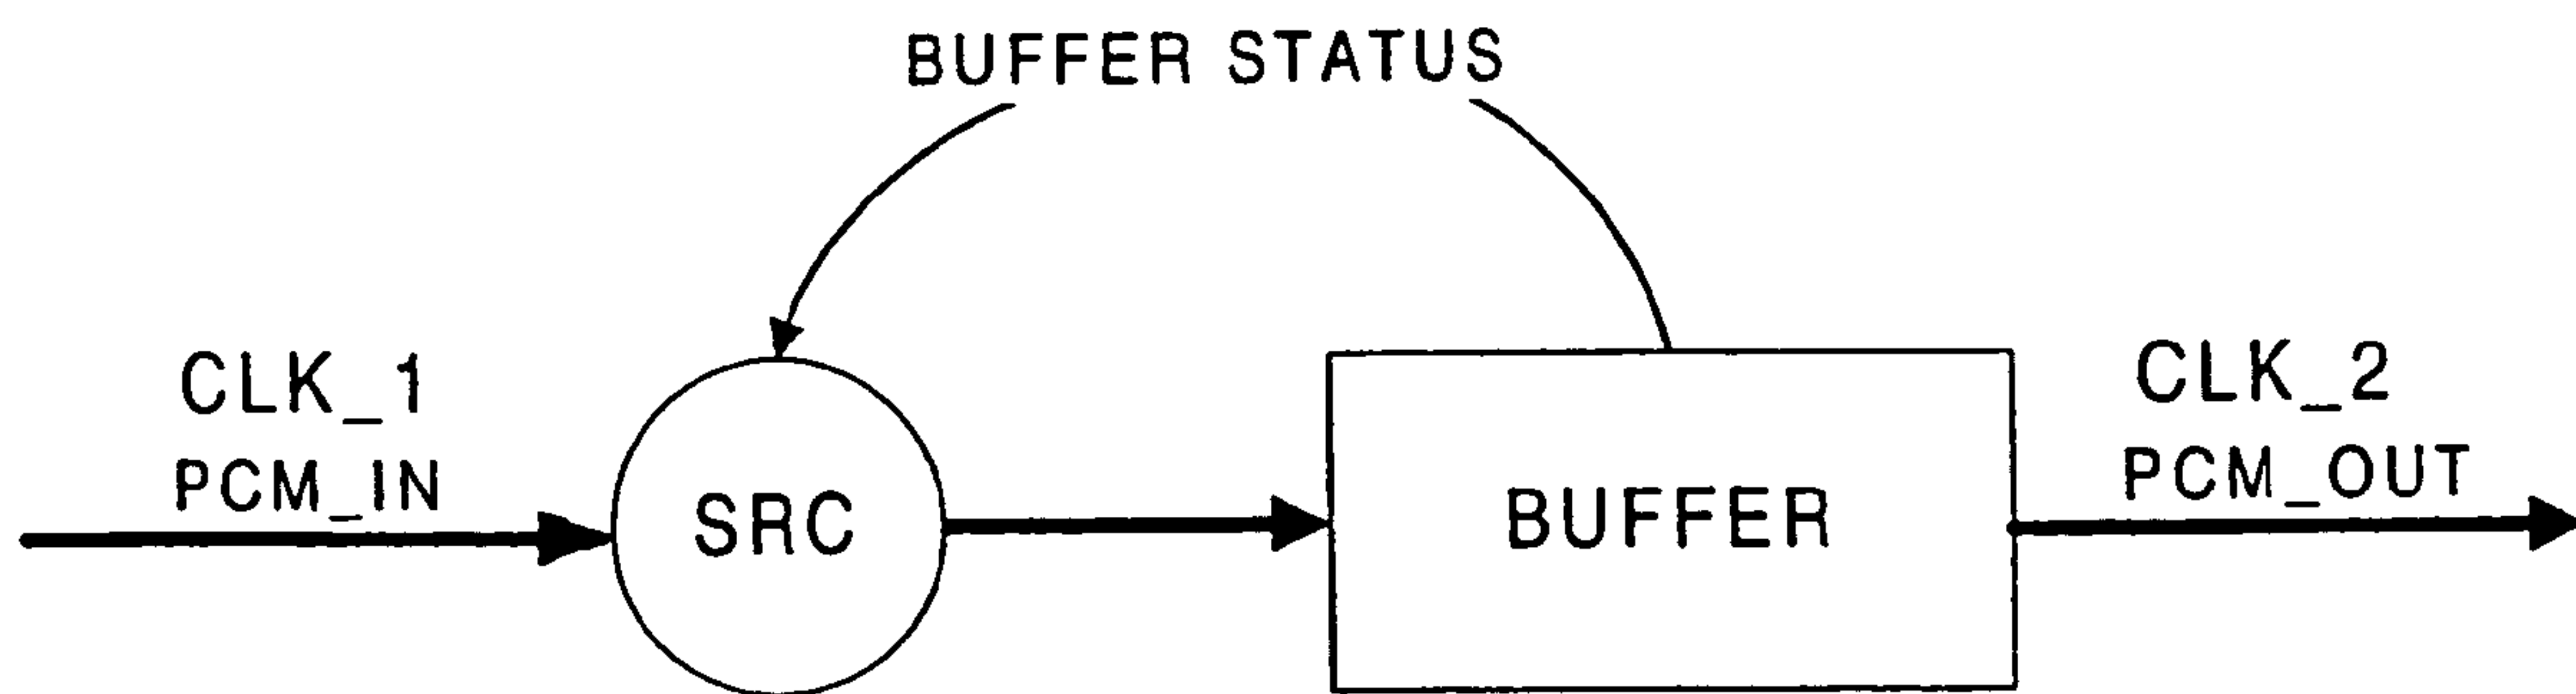 BUFFER STATUS
CLK_1
PCM_IN
SRC
BUFFER
CLK_2
PCM_OUT